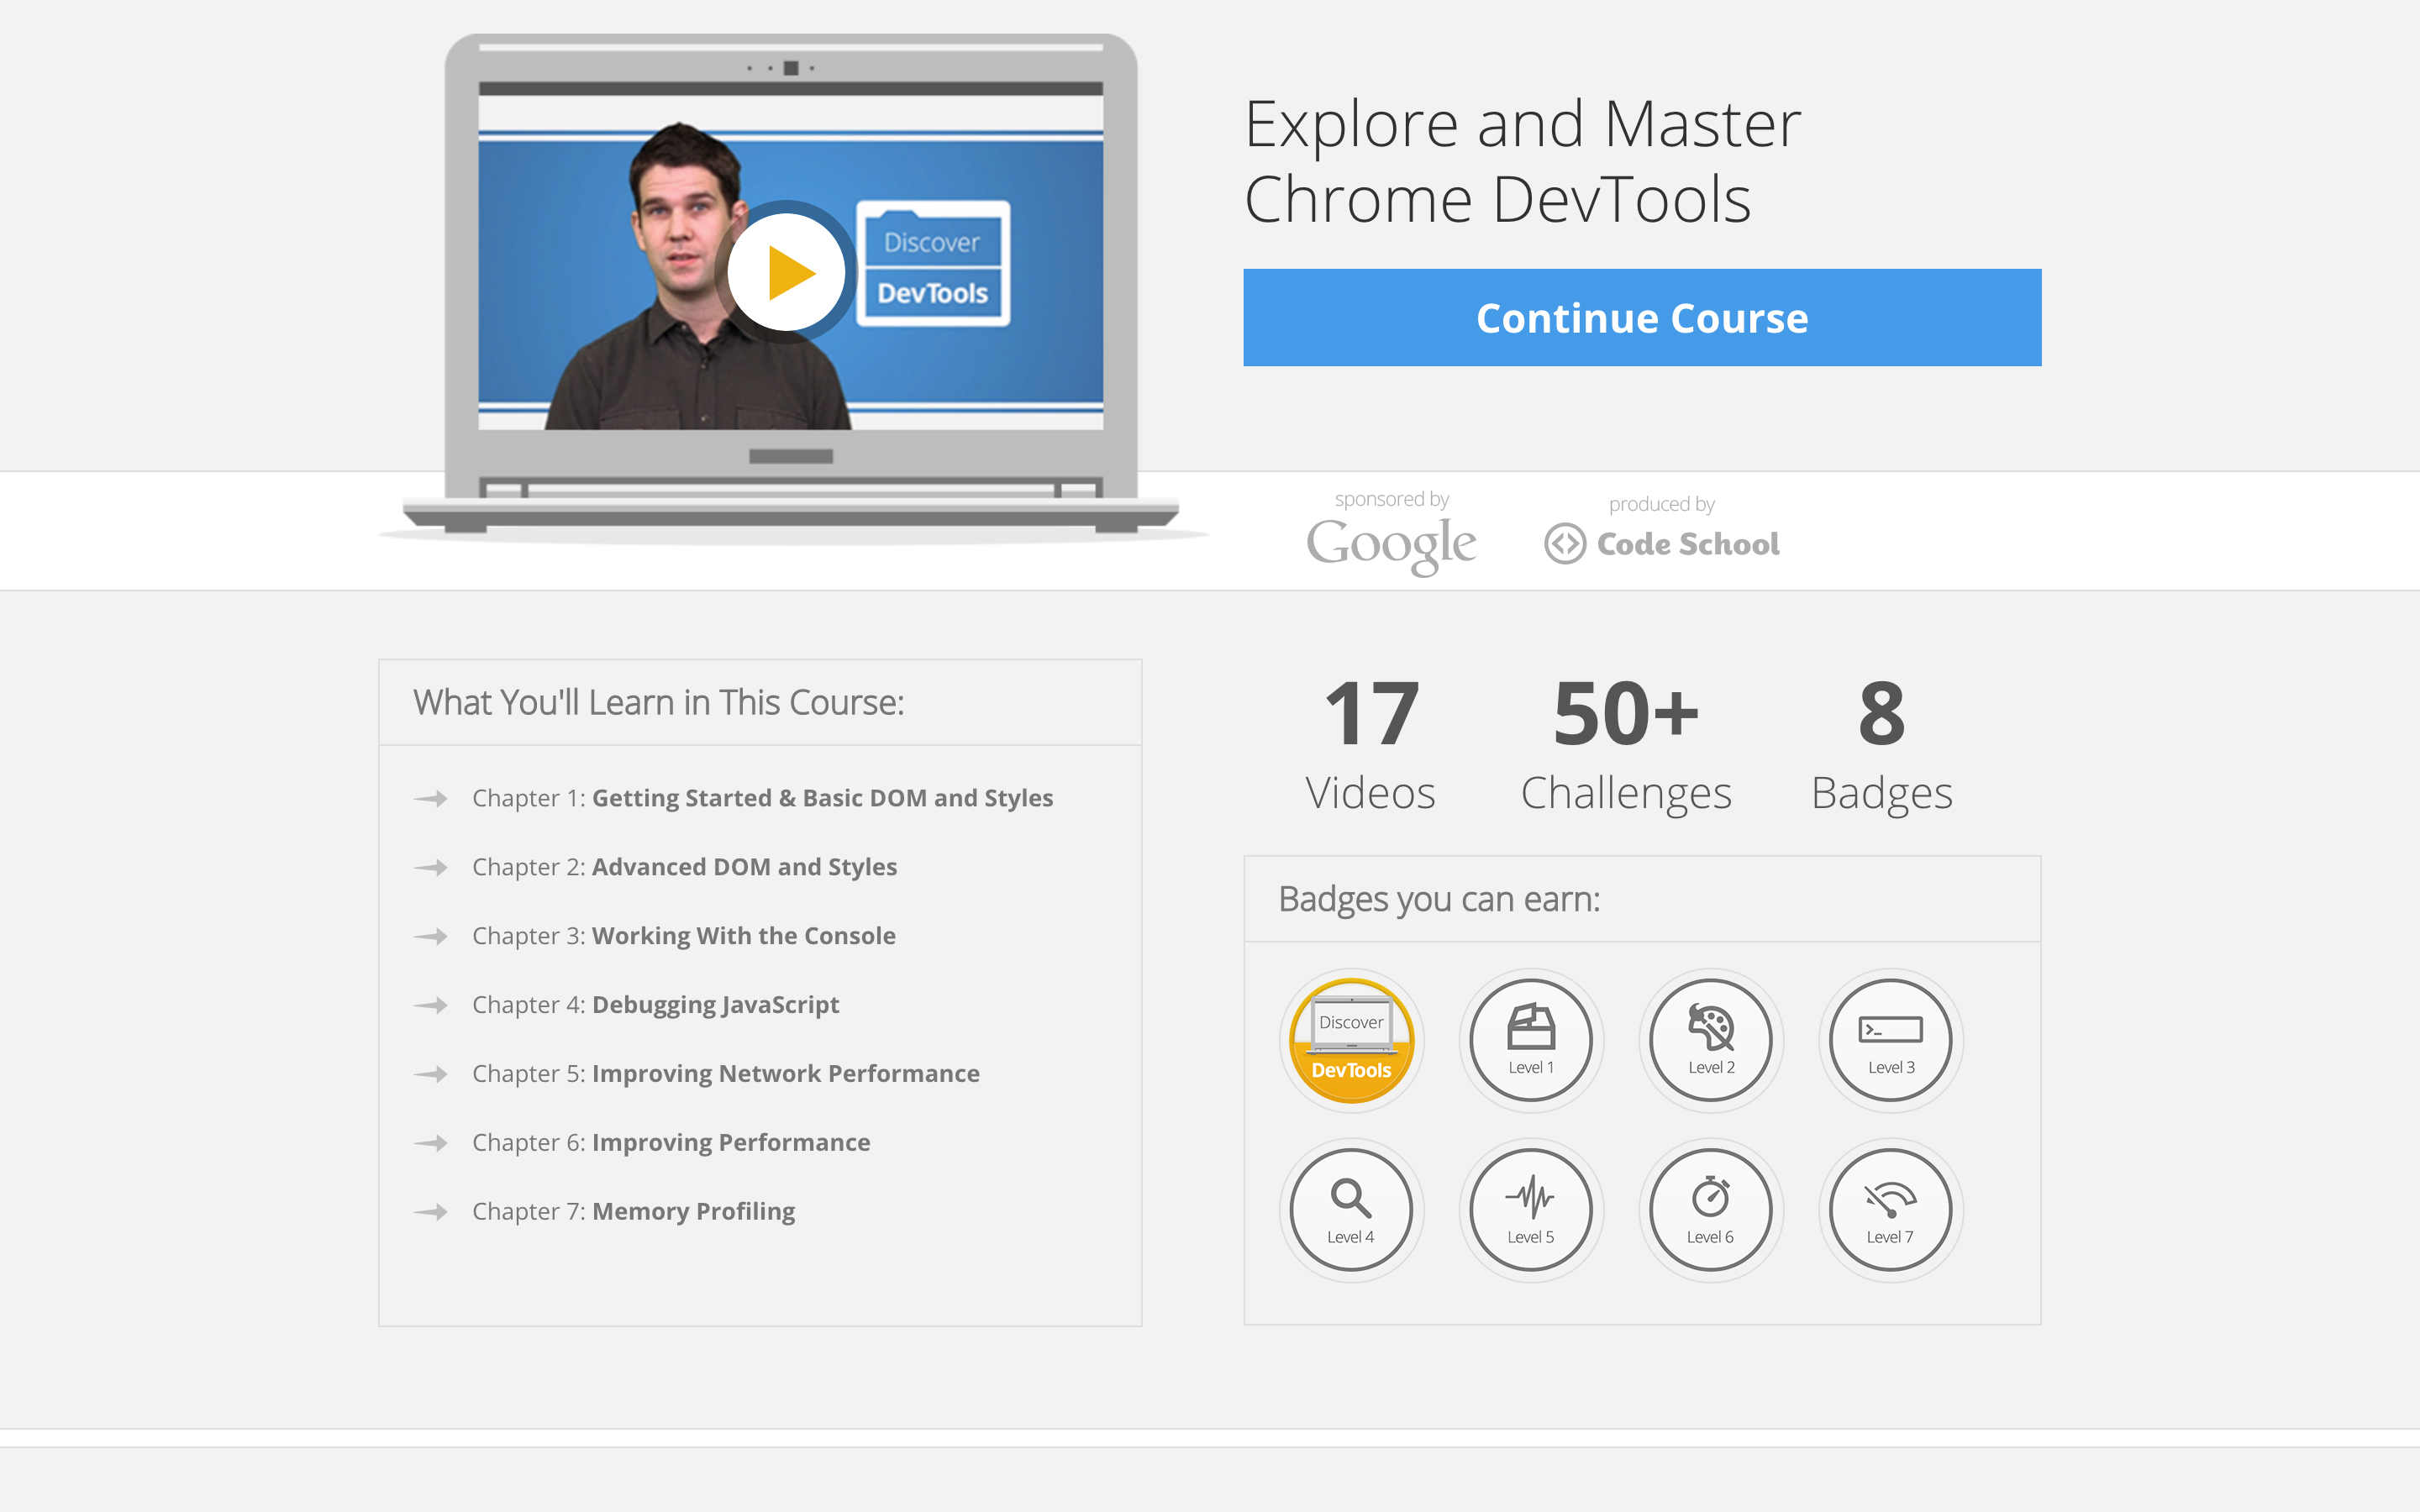 Discover
DevTools
Explore and Master
Chrome DevTools
Continue Course
sponsored by
Google
produced by
Code School
What You'll Learn in This Course:
Chapter 1: Getting Started & Basic DOM and Styles
Chapter 2: Advanced DOM and Styles
Chapter 3: Working With the Console
Chapter 4: Debugging JavaScript
Chapter 5: Improving Network Performance
Chapter 6: Improving Performance
Chapter 7: Memory Profiling
17 50+ 8
Videos Challenges Badges
Badges you can earn:
Discover
DevTools
Level 1
Level 2
>_
Level 3
Level 4
Level 5
Level 6
Level 7